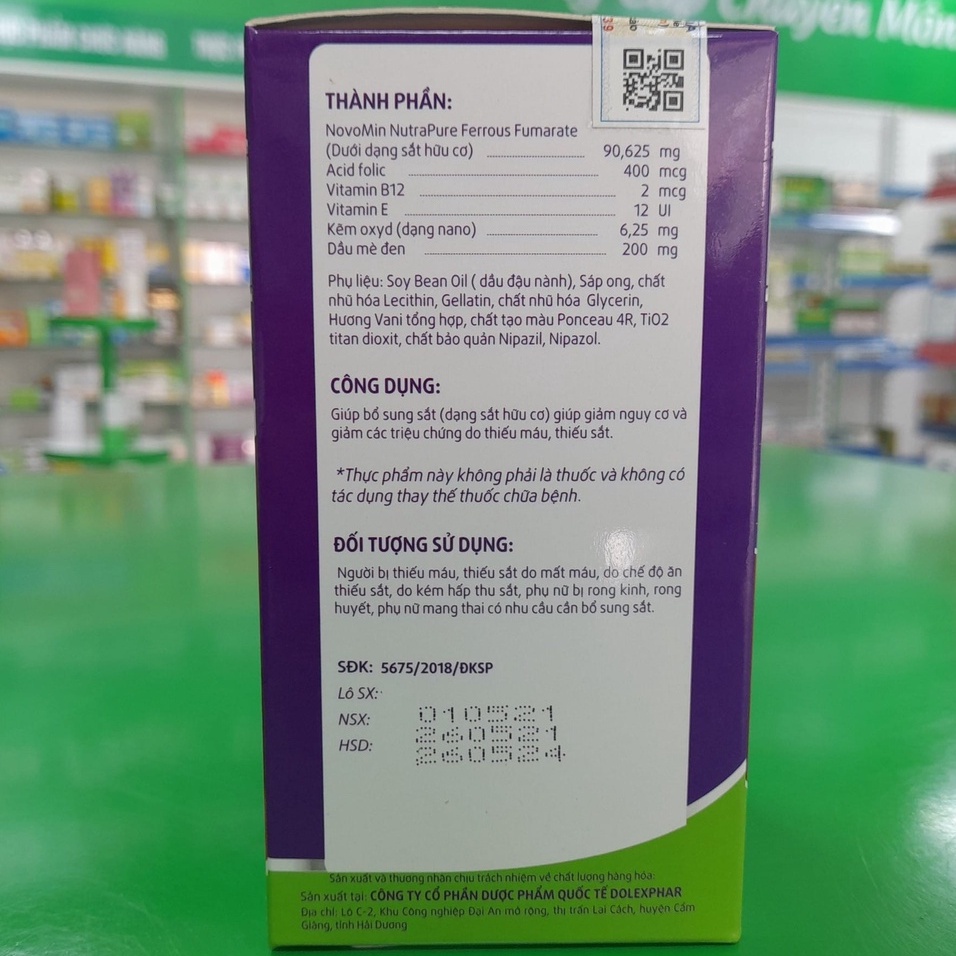 Chuyên Môn
THÀNH PHẦN:
NovoMin NutraPure Ferrous Fumarate
(Dưới dạng sắt hữu cơ) 90,625 mg
Acid folic 400 mcg
Vitamin B12 2 mcg
Vitamin E 12 UI
Kẽm oxyd (dạng nano) 6,25 mg
Dầu mè đen 200 mg
Phụ liệu: Soy Bean Oil ( dầu đậu nành), Sáp ong, chất
nhũ hóa Lecithin, Gellatin, chất nhũ hóa Glycerin,
Hương Vani tổng hợp, chất tạo màu Ponceau 4R, TiO2
titan dioxit, chất bảo quản Nipazil, Nipazol.
CÔNG DỤNG:
Giúp bổ sung sắt (dạng sắt hữu cơ) giúp giảm nguy cơ và
giảm các triệu chứng do thiếu máu, thiếu sắt.
*Thực phẩm này không phải là thuốc và không có
tác dụng thay thế thuốc chữa bệnh.
ĐỐI TƯỢNG SỬ DỤNG:
Người bị thiếu máu, thiếu sắt do mất máu, do chế độ ăn
thiếu sắt, do kém hấp thu sắt, phụ nữ bị rong kinh, rong
huyết, phụ nữ mang thai có nhu cầu cần bổ sung sắt.
SĐK: 5675/2018/ĐKSP
Lô SX: 010521
NSX: 260521
HSD: 260524
Sản xuất và thương nhân chịu trách nhiệm về chất lượng hàng hóa:
Sản xuất tại: CÔNG TY CỔ PHẦN DƯỢC PHẨM QUỐC TẾ DOLEXPHAR
Địa chỉ: Lô C-2, Khu Công nghiệp Đại An mở rộng, thị trấn Lai Cách, huyện Cẩm
Giàng, tỉnh Hải Dương